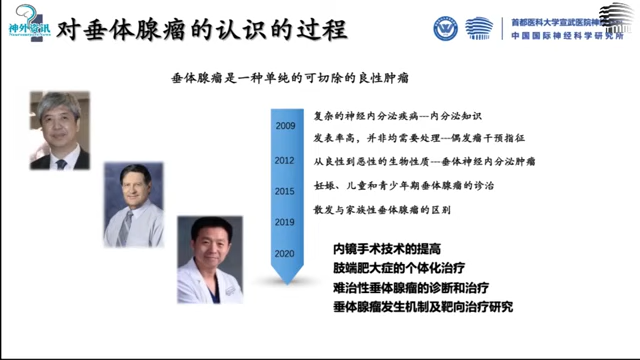 神外资讯
对垂体腺瘤的认识的过程
首都医科大学宣武医院神经外科
中国国际神经科学研究所
垂体腺瘤是一种单纯的可切除的良性肿瘤
2009
复杂的神经内分泌疾病---内分泌知识
发表率高，并非均需要处理---偶发瘤干预指征
2012
从良性到恶性的生物性质---垂体神经内分泌肿瘤
2015
妊娠、儿童和青少年期垂体腺瘤的诊治
2019
散发与家族性垂体腺瘤的区别
2020
内镜手术技术的提高
肢端肥大症的个体化治疗
难治性垂体腺瘤的诊断和治疗
垂体腺瘤发生机制及靶向治疗研究